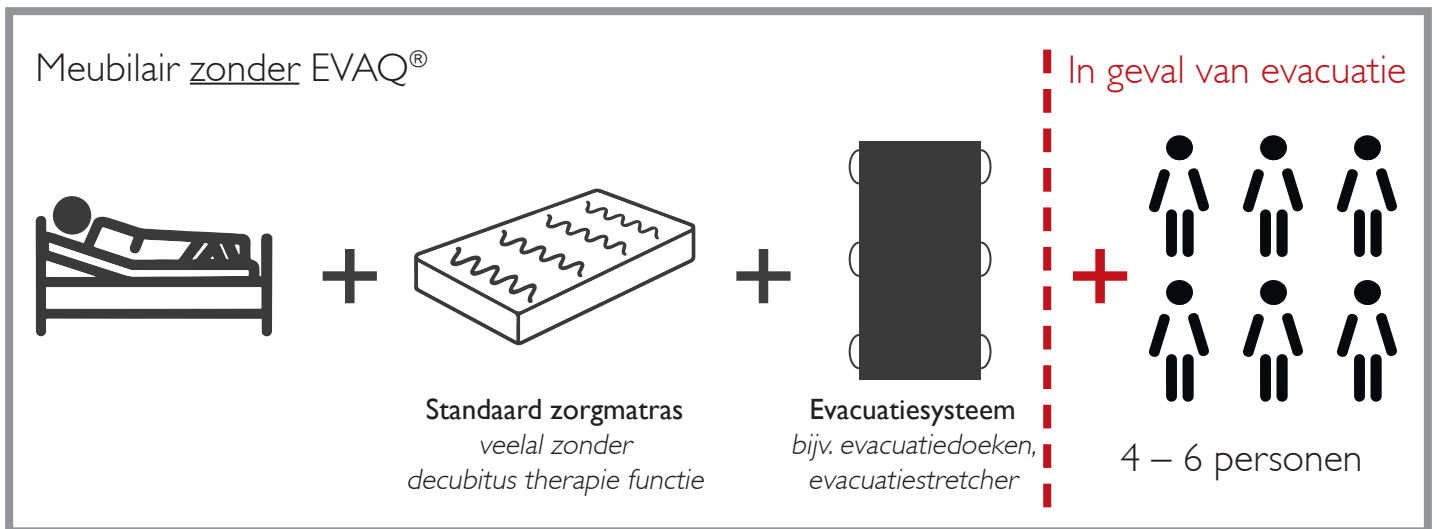 Meubilair zonder EVAQ®
In geval van evacuatie
Standaard zorgmatras
veelal zonder
decubitus therapie functie
Evacuatiesysteem
bijv. evacuatiedoeken,
evacuatiestretcher
4 – 6 personen